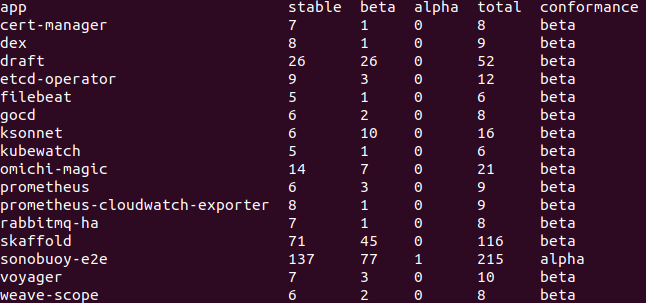 app stable beta alpha total conformance
cert-manager 7 1 0 8 beta
dex 8 1 0 9 beta
draft 26 26 0 52 beta
etcd-operator 9 3 0 12 beta
filebeat 5 1 0 6 beta
gocd 6 2 0 8 beta
ksonnet 6 10 0 16 beta
kubewatch 5 1 0 6 beta
omichi-magic 14 7 0 21 beta
prometheus 6 3 0 9 beta
prometheus-cloudwatch-exporter 8 1 0 9 beta
rabbitmq-ha 7 1 0 8 beta
skaffold 71 45 0 116 beta
sonobuoy-e2e 137 77 1 215 alpha
voyager 7 3 0 10 beta
weave-scope 6 2 0 8 beta